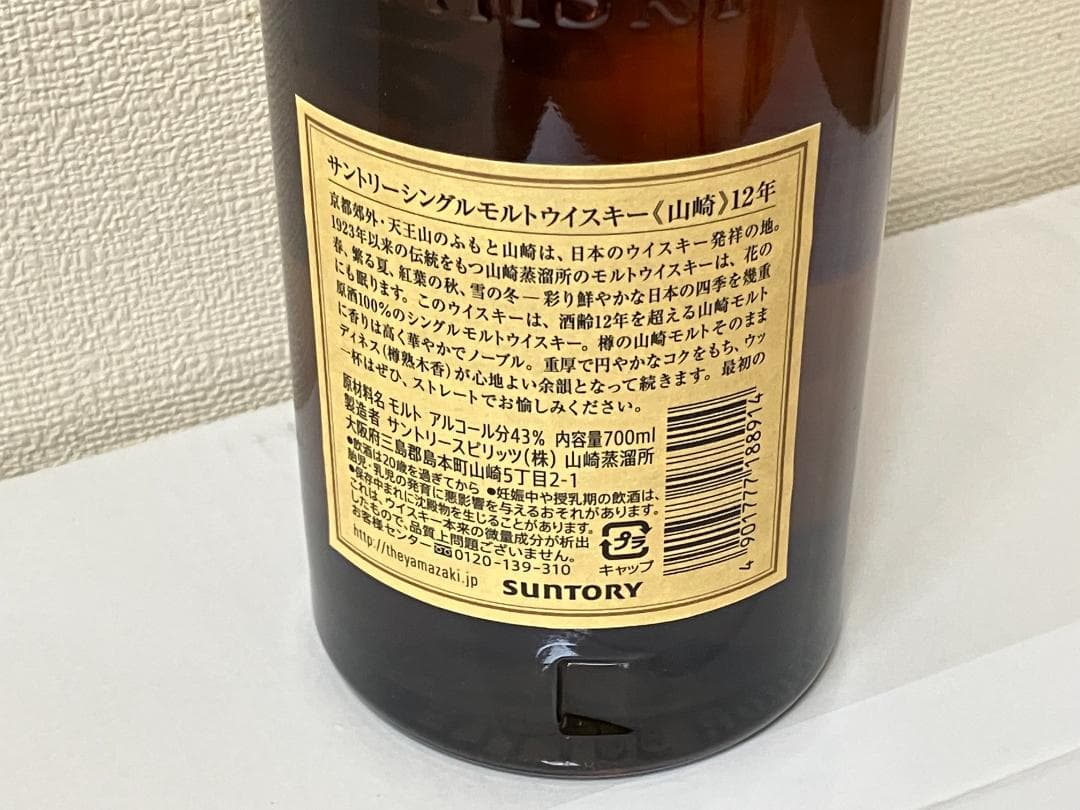 サントリーシングルモルトウイスキー《山崎》12年
京都郊外・天王山のふもと山崎は、日本のウイスキー発祥の地。
1923年以来の伝統をもつ山崎蒸溜所のモルトウイスキーは、花の
春、繁る夏、紅葉の秋、雪の冬―彩り鮮やかな日本の四季を幾重
にも眠ります。このウイスキーは、酒齢12年を超える山崎モルト
原酒100%のシングルモルトウイスキー。樽の山崎モルトそのまま
に香りは高く華やかでノーブル。重厚で円やかなコクをもち、ウッ
ディネス(樽熟木香)が心地よい余韻となって続きます。最初の
一杯はぜひ、ストレートでお愉しみください。
原材料名 モルト アルコール分43% 内容量700ml
製造者 サントリースピリッツ(株) 山崎蒸溜所
大阪府三島郡島本町山崎5丁目2-1
●飲酒は20歳を過ぎてから ●妊娠中や授乳期の飲酒は、
胎児・乳児の発育に悪影響を与えるおそれがあります。
●保存中まれに沈殿物を生じることがあります。
これは、ウイスキー本来の微量成分が析出
したもので、品質上問題ございません。
お客様センター 0120-139-310
http://theyamazaki.jp
プラ
キャップ
SUNTORY
4 901777 188914